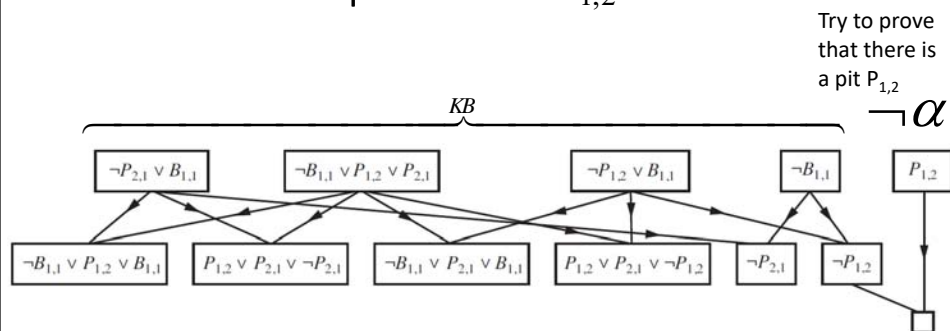 1,2
Try to prove
that there is
a pit P₁,₂
KB
¬α
¬P₂,₁ ∨ B₁,₁
¬B₁,₁ ∨ P₁,₂ ∨ P₂,₁
¬P₁,₂ ∨ B₁,₁
¬B₁,₁
P₁,₂
¬B₁,₁ ∨ P₁,₂ ∨ B₁,₁
P₁,₂ ∨ P₂,₁ ∨ ¬P₂,₁
¬B₁,₁ ∨ P₂,₁ ∨ B₁,₁
P₁,₂ ∨ P₂,₁ ∨ ¬P₁,₂
¬P₂,₁
¬P₁,₂